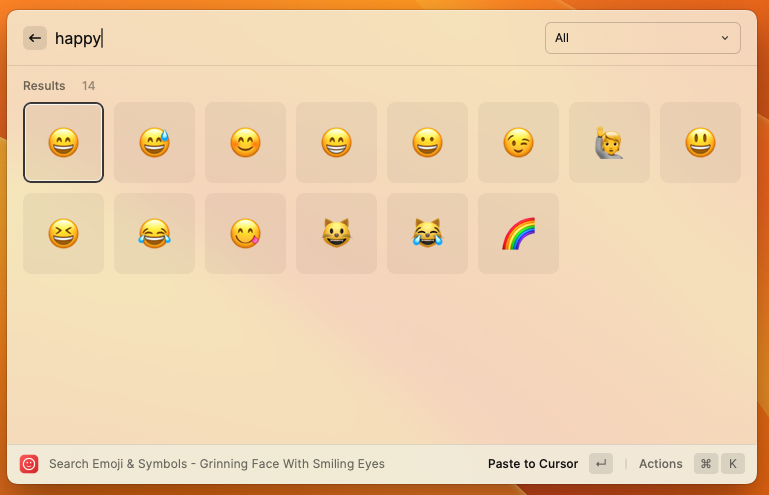 happy
All
Results 14
Search Emoji & Symbols - Grinning Face With Smiling Eyes
Paste to Cursor ↵
Actions ⌘ K